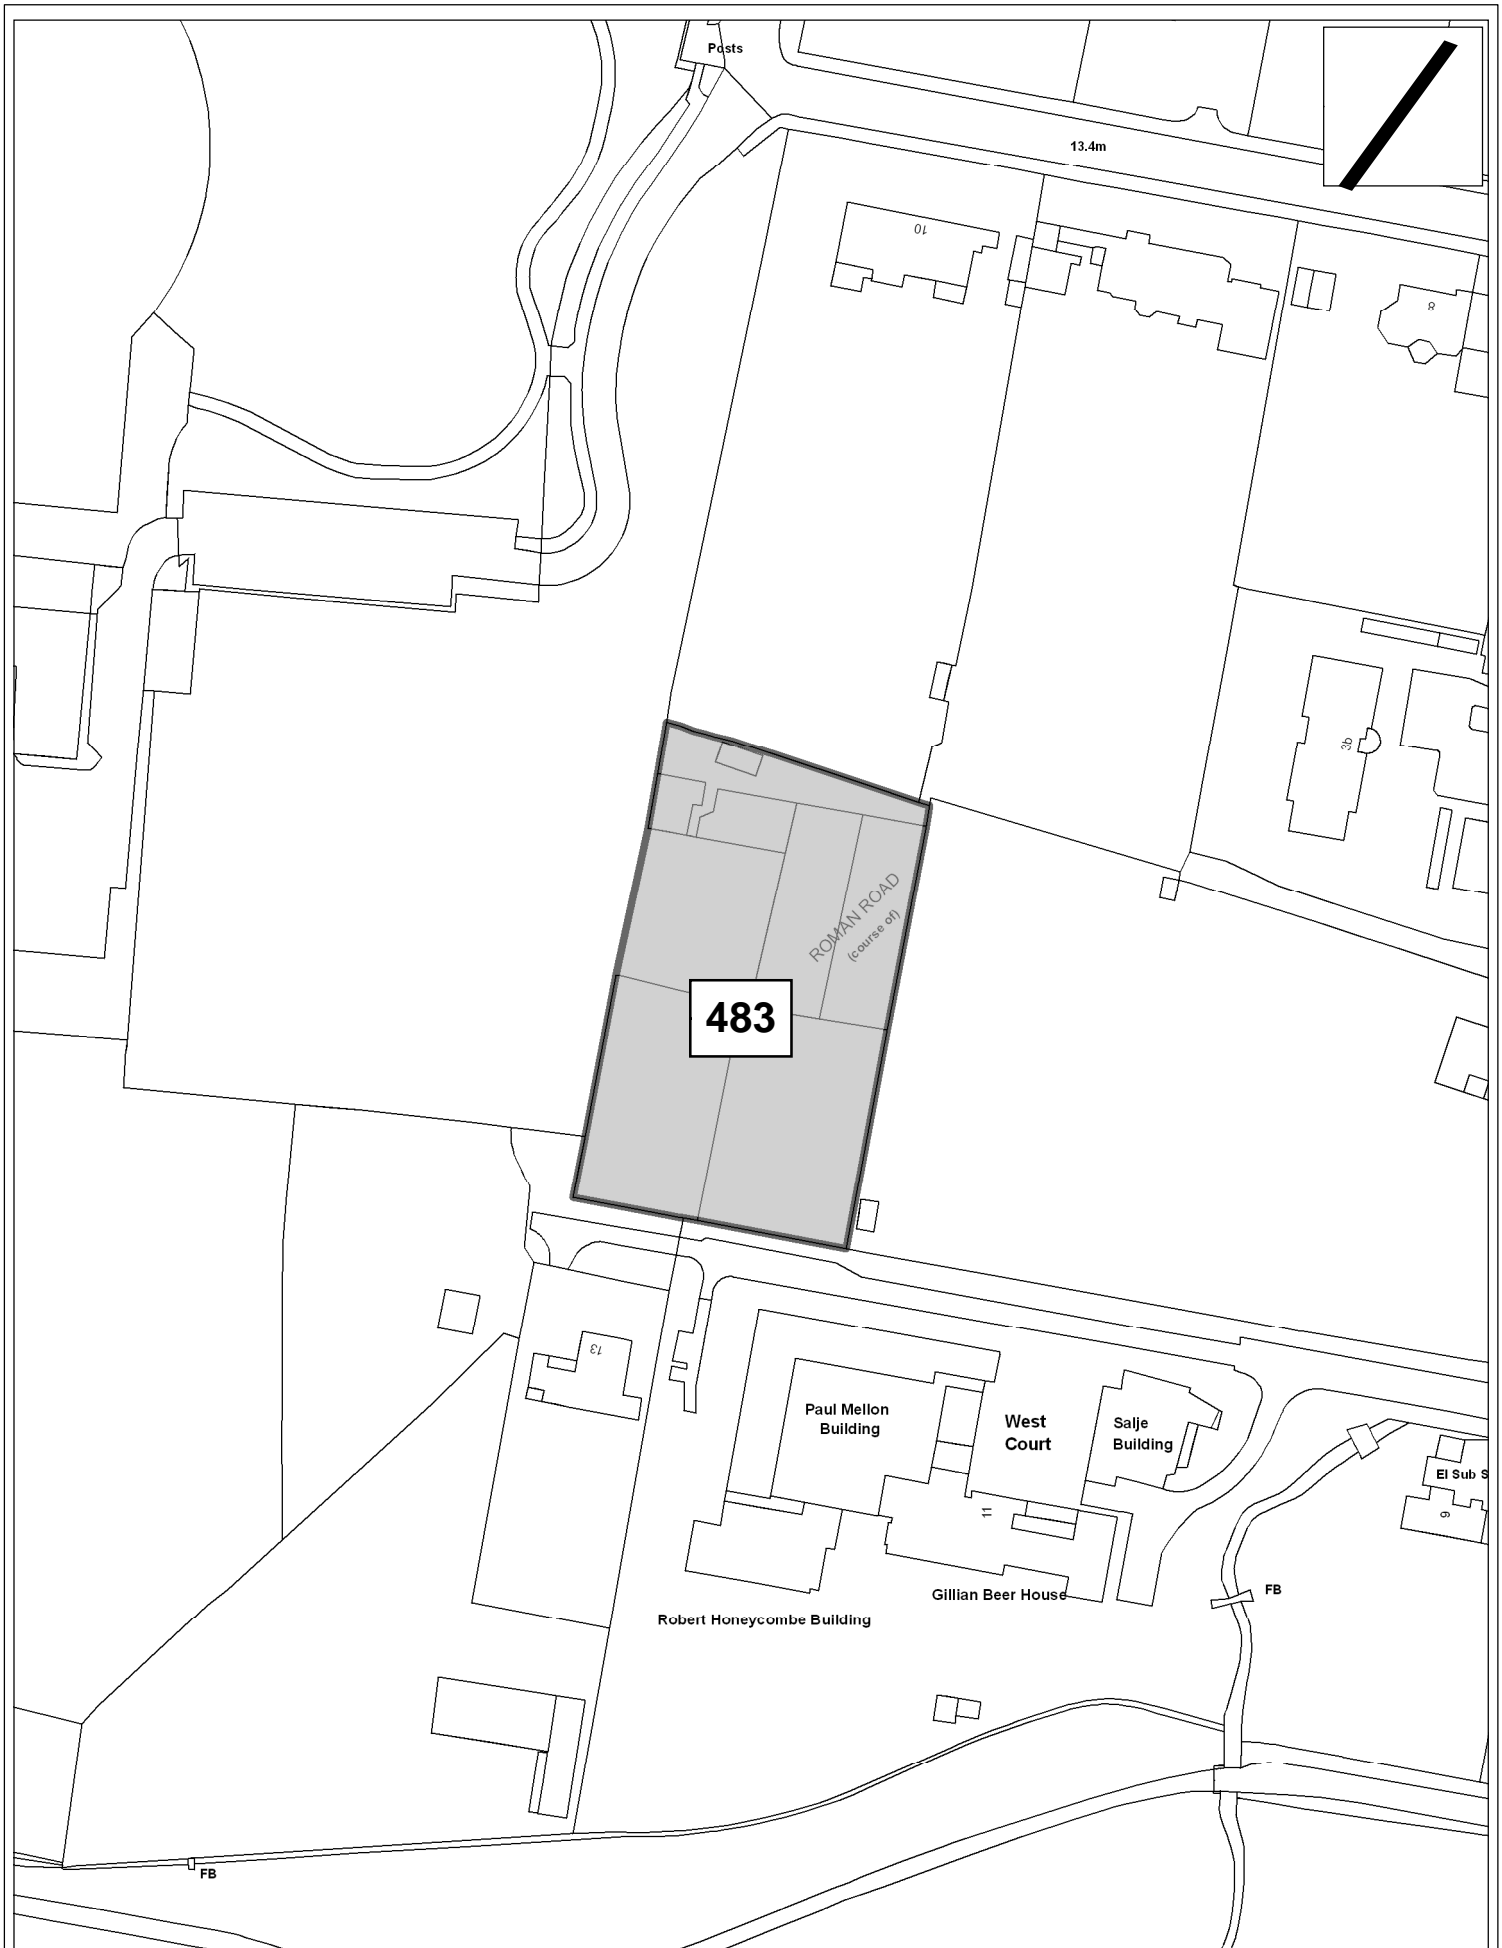 Posts
13.4m
10
8
3b
ROMAN ROAD
(course of)
483
13
Paul Mellon
Building
West
Court
Salje
Building
El Sub S
11
9
Gillian Beer House
FB
Robert Honeycombe Building
FB